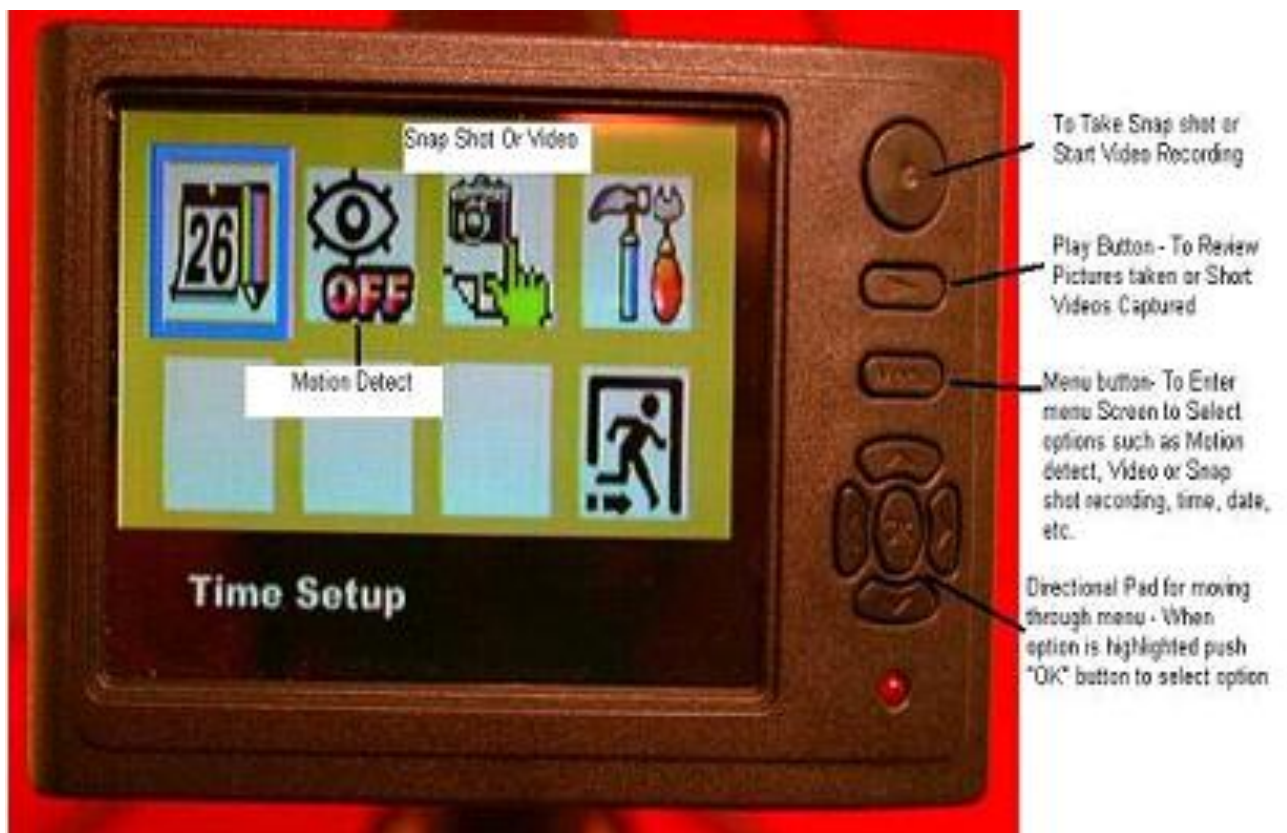 Snap Shot Or Video
26
OFF
Motion Detect
Time Setup
To Take Snap shot or
Start Video Recording
Play Button - To Review
Pictures taken or Short
Videos Captured
Menu button- To Enter
menu Screen to Select
options such as Motion
detect, Video or Snap
shot recording, time, date,
etc.
OK
Directional Pad for moving
through menu - When
option is highlighted push
"OK" button to select option